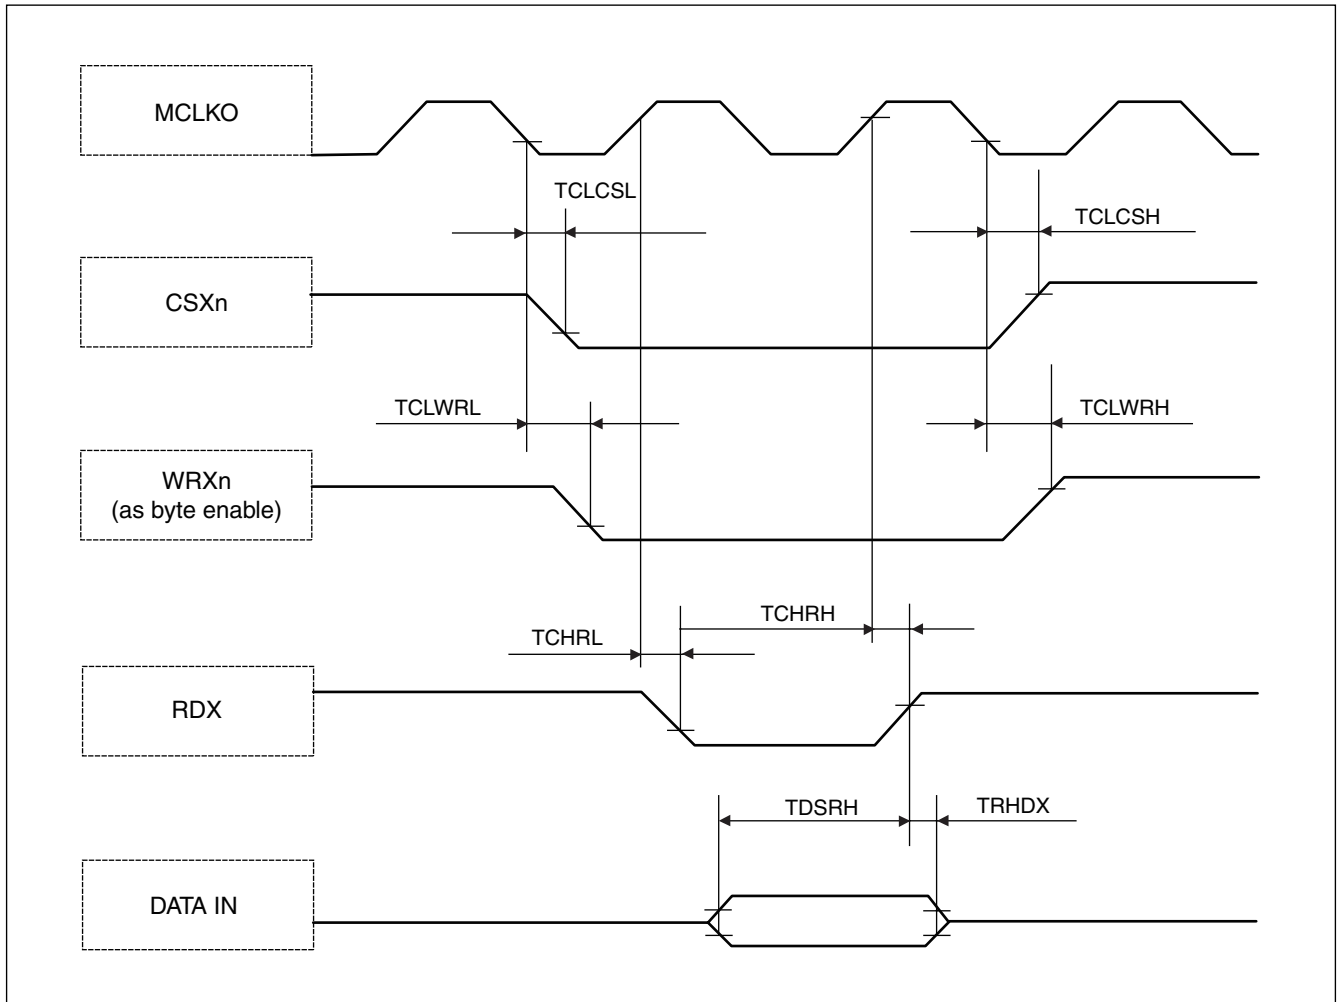 MCLKO
TCLCSL
TCLCSH
CSXn
TCLWRL
TCLWRH
WRXn
(as byte enable)
TCHRH
TCHRL
RDX
TDSRH
TRHDX
DATA IN